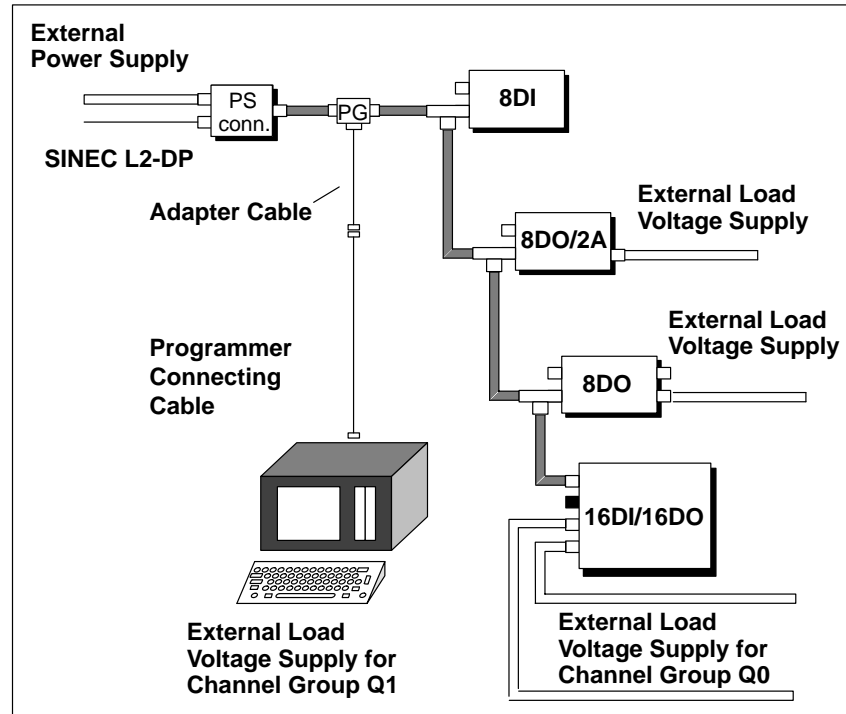 External
Power Supply
PS
conn.
PG
8DI
SINEC L2-DP
Adapter Cable
External Load
Voltage Supply
8DO/2A
External Load
Voltage Supply
Programmer
Connecting
Cable
8DO
16DI/16DO
External Load
Voltage Supply for
Channel Group Q1
External Load
Voltage Supply for
Channel Group Q0